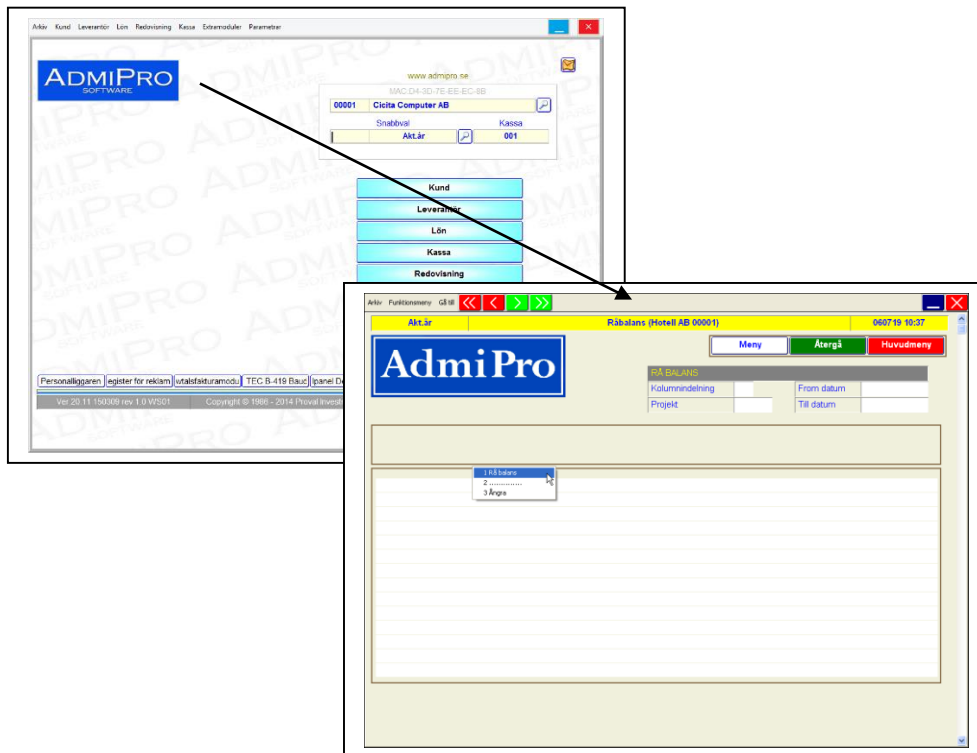 Arkiv Kund Leverantör Lön Redovisning Kassa Extramoduler Parametrar
ADMIPRO
SOFTWARE
www.admipro.se
MAC:D4-3D-7E-EE-EC-8B
00001 Cicita Computer AB
Snabbval Kassa
Akt.år 001
Kund
Leverantör
Lön
Kassa
Redovisning
Personalliggaren egister för reklam wtalsfakturamodu TEC B-419 Bauc
Ver 20.11 150309 rev 1.0 WS01 Copyright © 1986 - 2014 Proval Invest
Arkiv Funktionsmeny Gå till
Akt.år Råbalans (Hotell AB 00001) 060719 10:37
Meny Återgå Huvudmeny
AdmiPro
RÅ BALANS
Kolumnindelning From datum
Projekt Till datum
1 Rå balans
2 ..............
3 Ångra